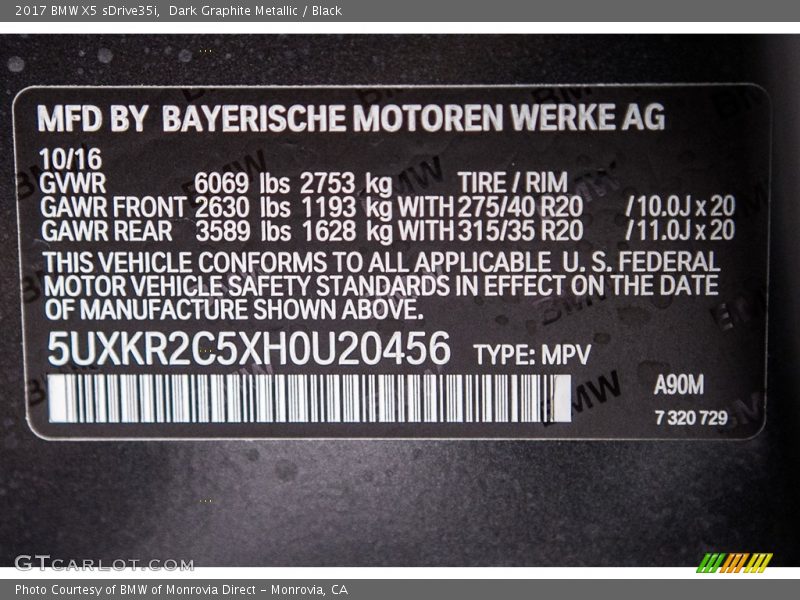 2017 BMW X5 sDrive35i, Dark Graphite Metallic / Black
MFD BY BAYERISCHE MOTOREN WERKE AG
10/16
GVWR 6069 lbs 2753 kg TIRE / RIM
GAWR FRONT 2630 lbs 1193 kg WITH 275/40 R20 /10.0J x 20
GAWR REAR 3589 lbs 1628 kg WITH 315/35 R20 /11.0J x 20
THIS VEHICLE CONFORMS TO ALL APPLICABLE U. S. FEDERAL
MOTOR VEHICLE SAFETY STANDARDS IN EFFECT ON THE DATE
OF MANUFACTURE SHOWN ABOVE.
5UXKR2C5XH0U20456 TYPE: MPV
A90M
7 320 729
GTCARLOT.COM
Photo Courtesy of BMW of Monrovia Direct - Monrovia, CA